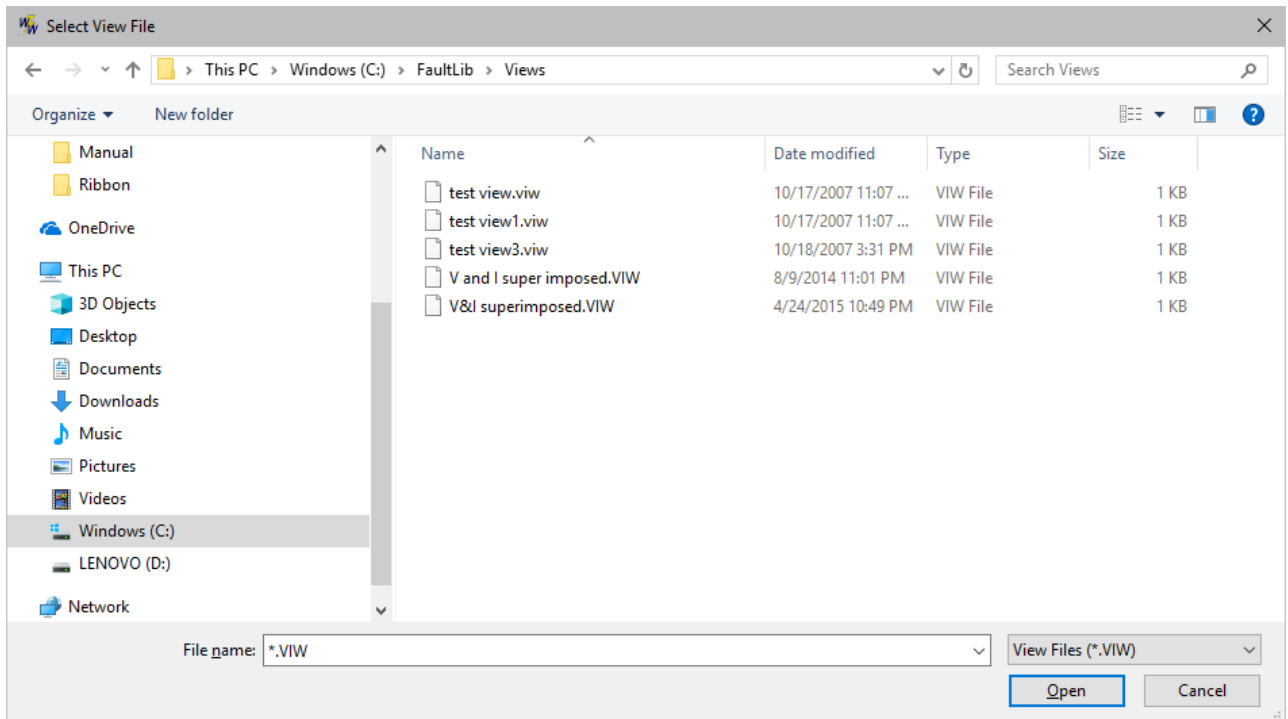 Select View File
This PC > Windows (C:) > FaultLib > Views
Search Views
Organize New folder
Manual
Ribbon
OneDrive
This PC
3D Objects
Desktop
Documents
Downloads
Music
Pictures
Videos
Windows (C:)
LENOVO (D:)
Network
Name Date modified Type Size
test view.viw 10/17/2007 11:07 ... VIW File 1 KB
test view1.viw 10/17/2007 11:07 ... VIW File 1 KB
test view3.viw 10/18/2007 3:31 PM VIW File 1 KB
V and I super imposed.VIW 8/9/2014 11:01 PM VIW File 1 KB
V&I superimposed.VIW 4/24/2015 10:49 PM VIW File 1 KB
File name: *.VIW View Files (*.VIW)
Open Cancel